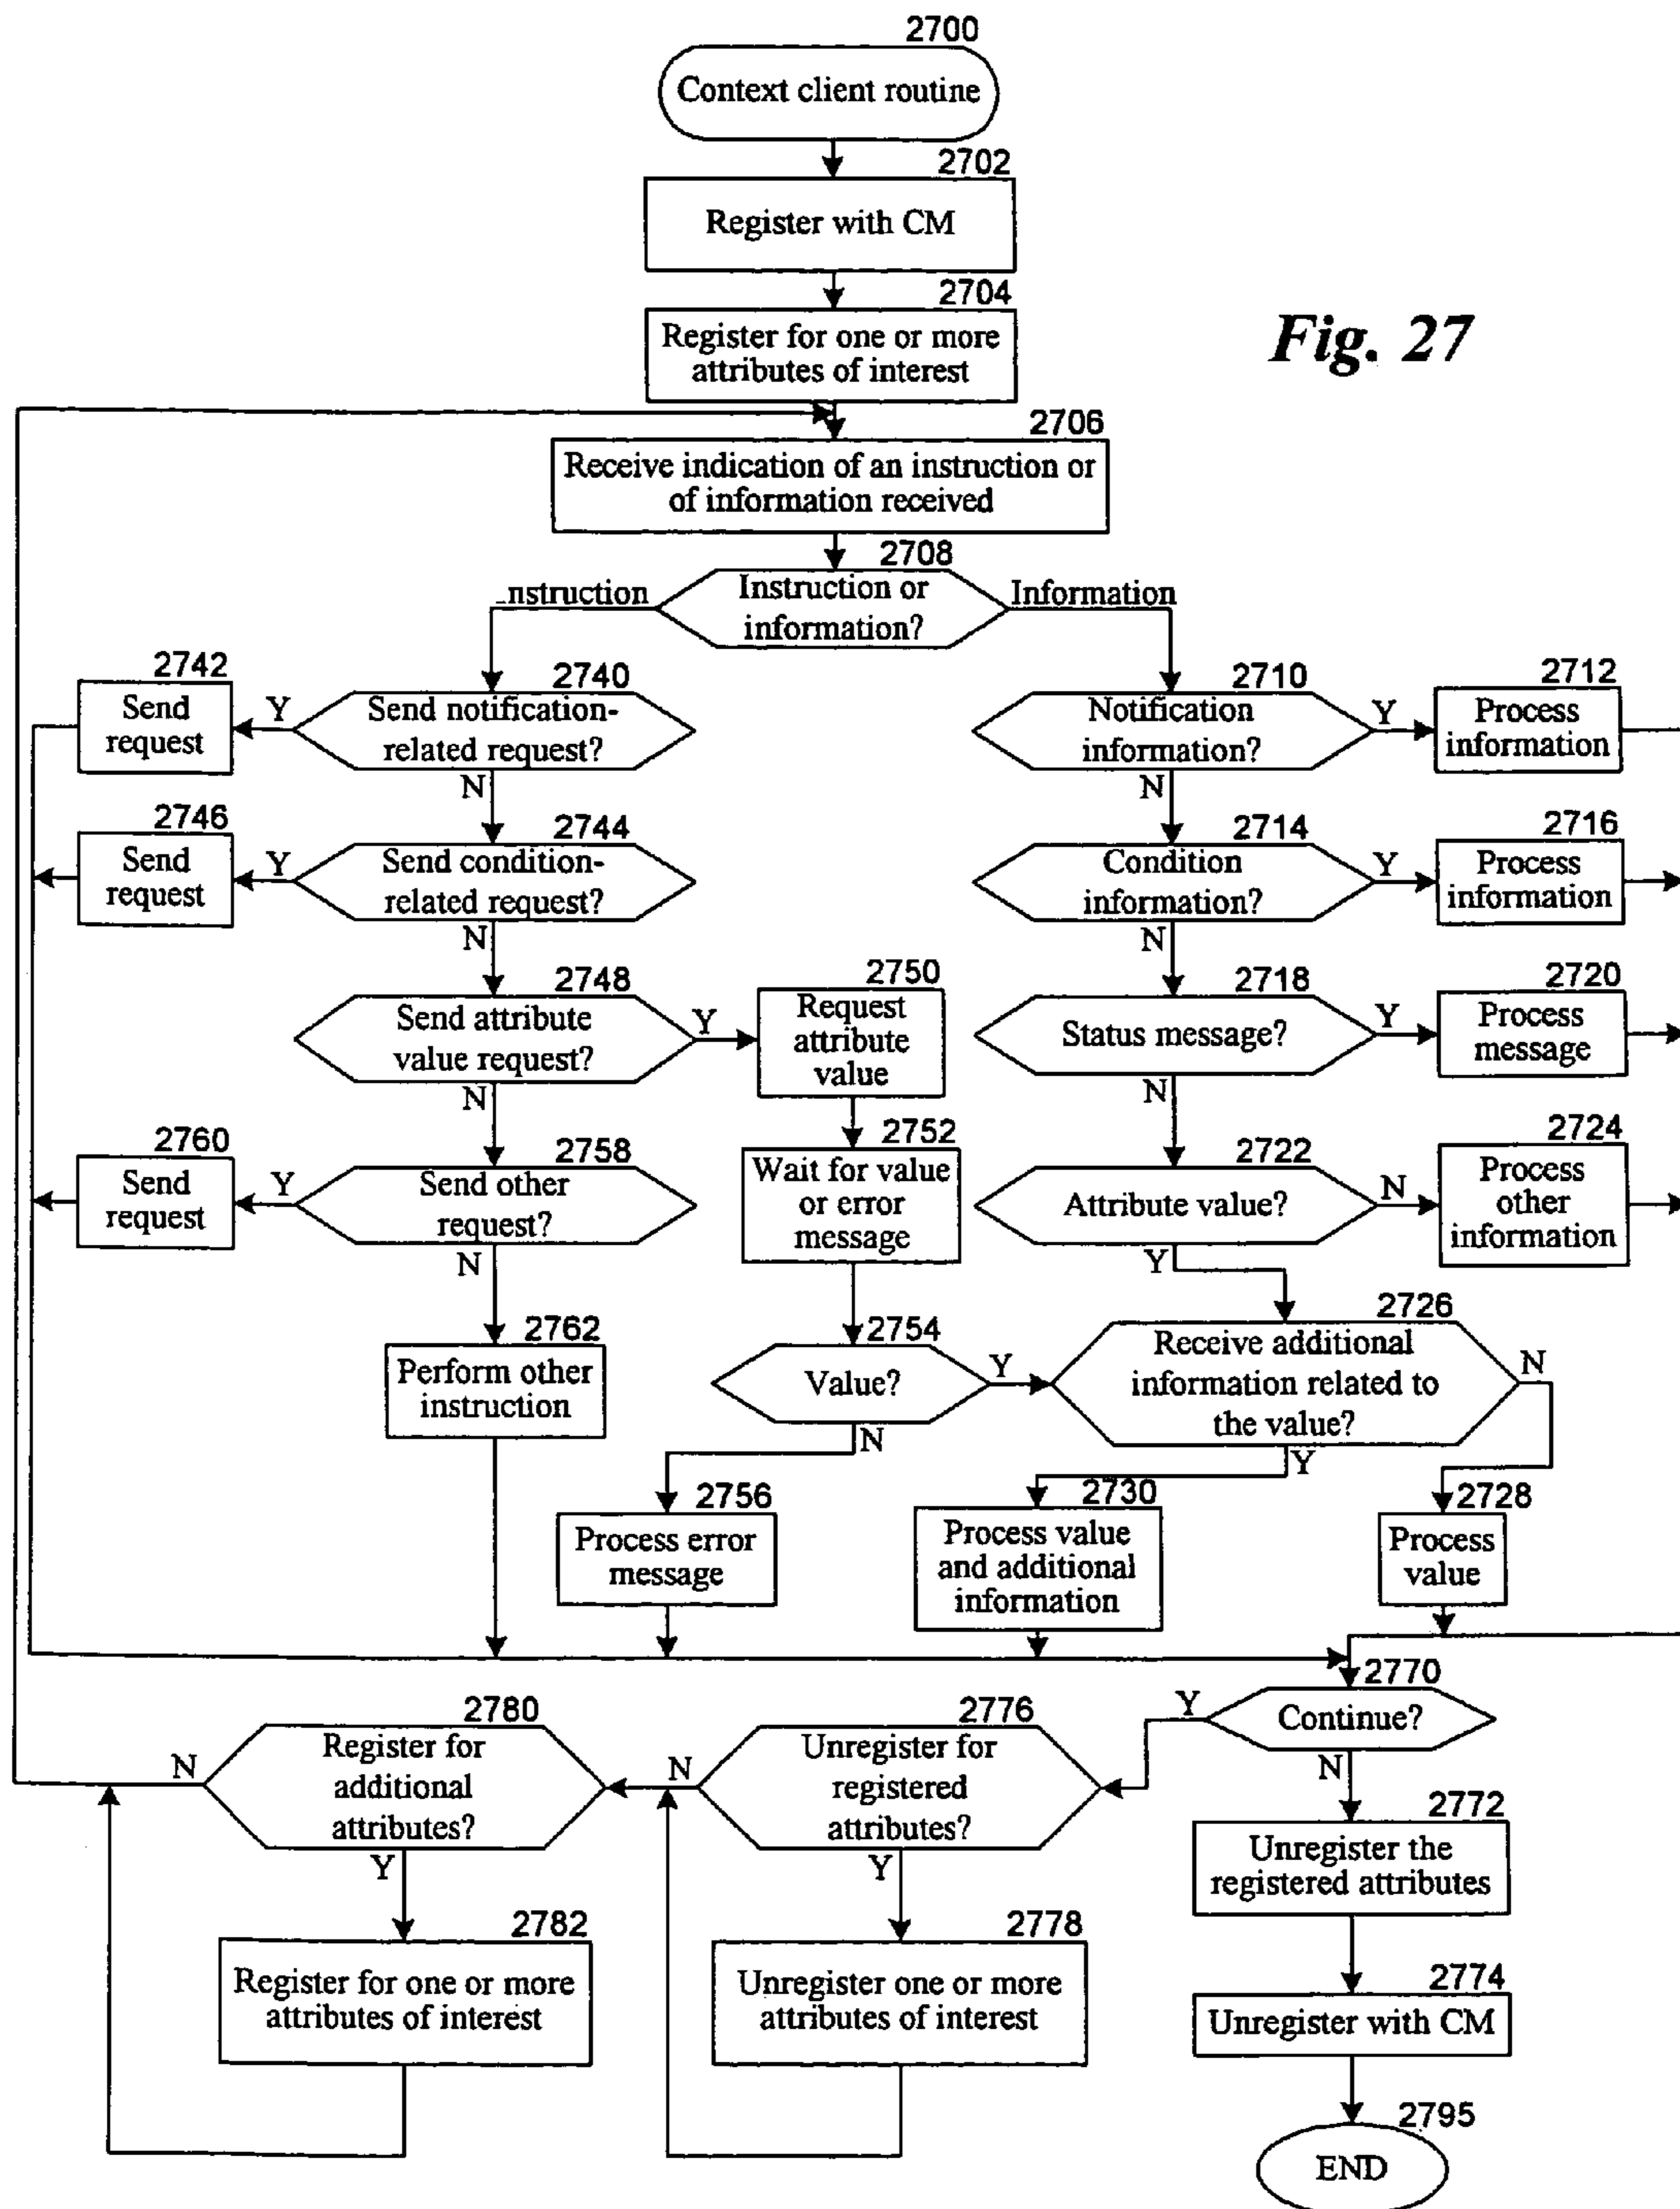 2700
Context client routine
2702
Register with CM
2704
Register for one or more
attributes of interest
Fig. 27
2706
Receive indication of an instruction or
of information received
2708
Instruction or
information?
nstruction
Information
2742
Send
request
Y
2740
Send notification-
related request?
N
2710
Notification
information?
Y
N
2712
Process
information
2746
Send
request
Y
2744
Send condition-
related request?
N
2714
Condition
information?
Y
N
2716
Process
information
2748
Send attribute
value request?
Y
N
2750
Request
attribute
value
2718
Status message?
Y
N
2720
Process
message
2760
Send
request
Y
2758
Send other
request?
N
2752
Wait for value
or error
message
2722
Attribute value?
N
Y
2724
Process
other
information
2762
Perform other
instruction
2754
Value?
Y
N
2726
Receive additional
information related to
the value?
N
Y
2756
Process error
message
2730
Process value
and additional
information
2728
Process
value
2770
Continue?
Y
N
2780
Register for
additional
attributes?
N
Y
2776
Unregister for
registered
attributes?
N
Y
2772
Unregister the
registered attributes
2782
Register for one or more
attributes of interest
2778
Unregister one or more
attributes of interest
2774
Unregister with CM
2795
END